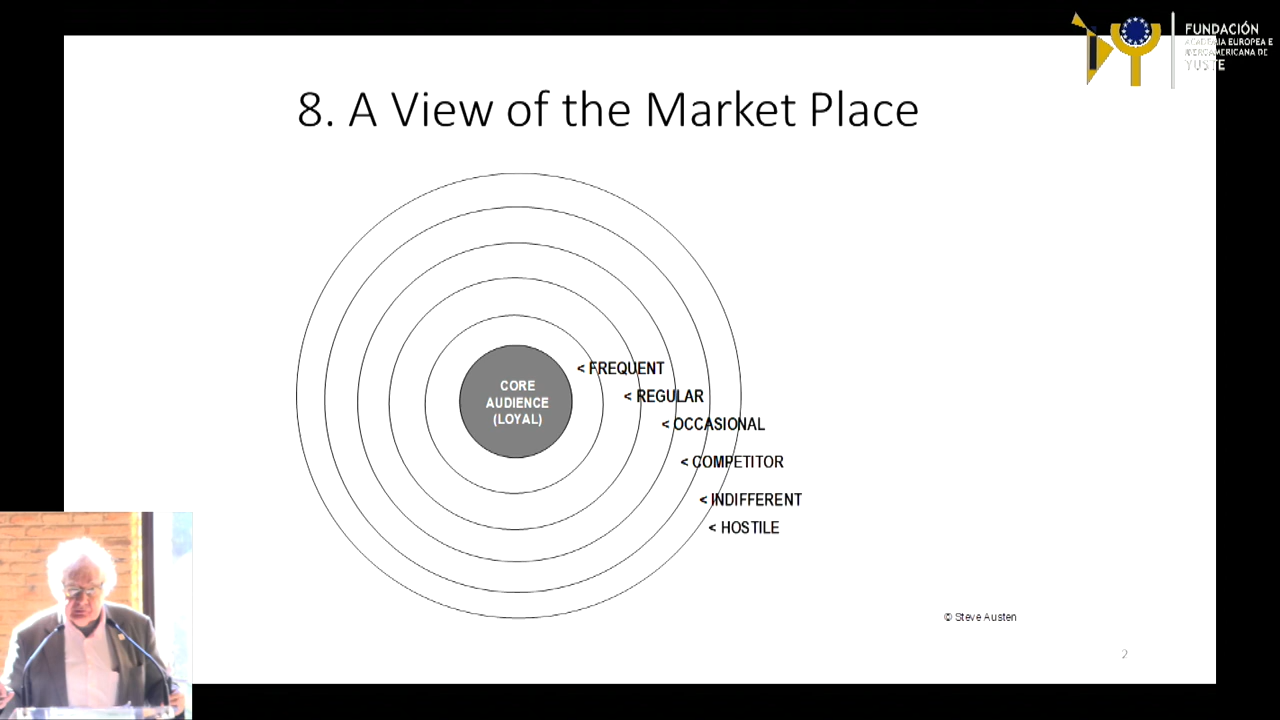 FUNDACIÓN
ACADEMIA EUROPEA E
IBEROAMERICANA DE
YUSTE
8. A View of the Market Place
CORE
AUDIENCE
(LOYAL)
< FREQUENT
< REGULAR
< OCCASIONAL
< COMPETITOR
< INDIFFERENT
< HOSTILE
© Steve Austen
2